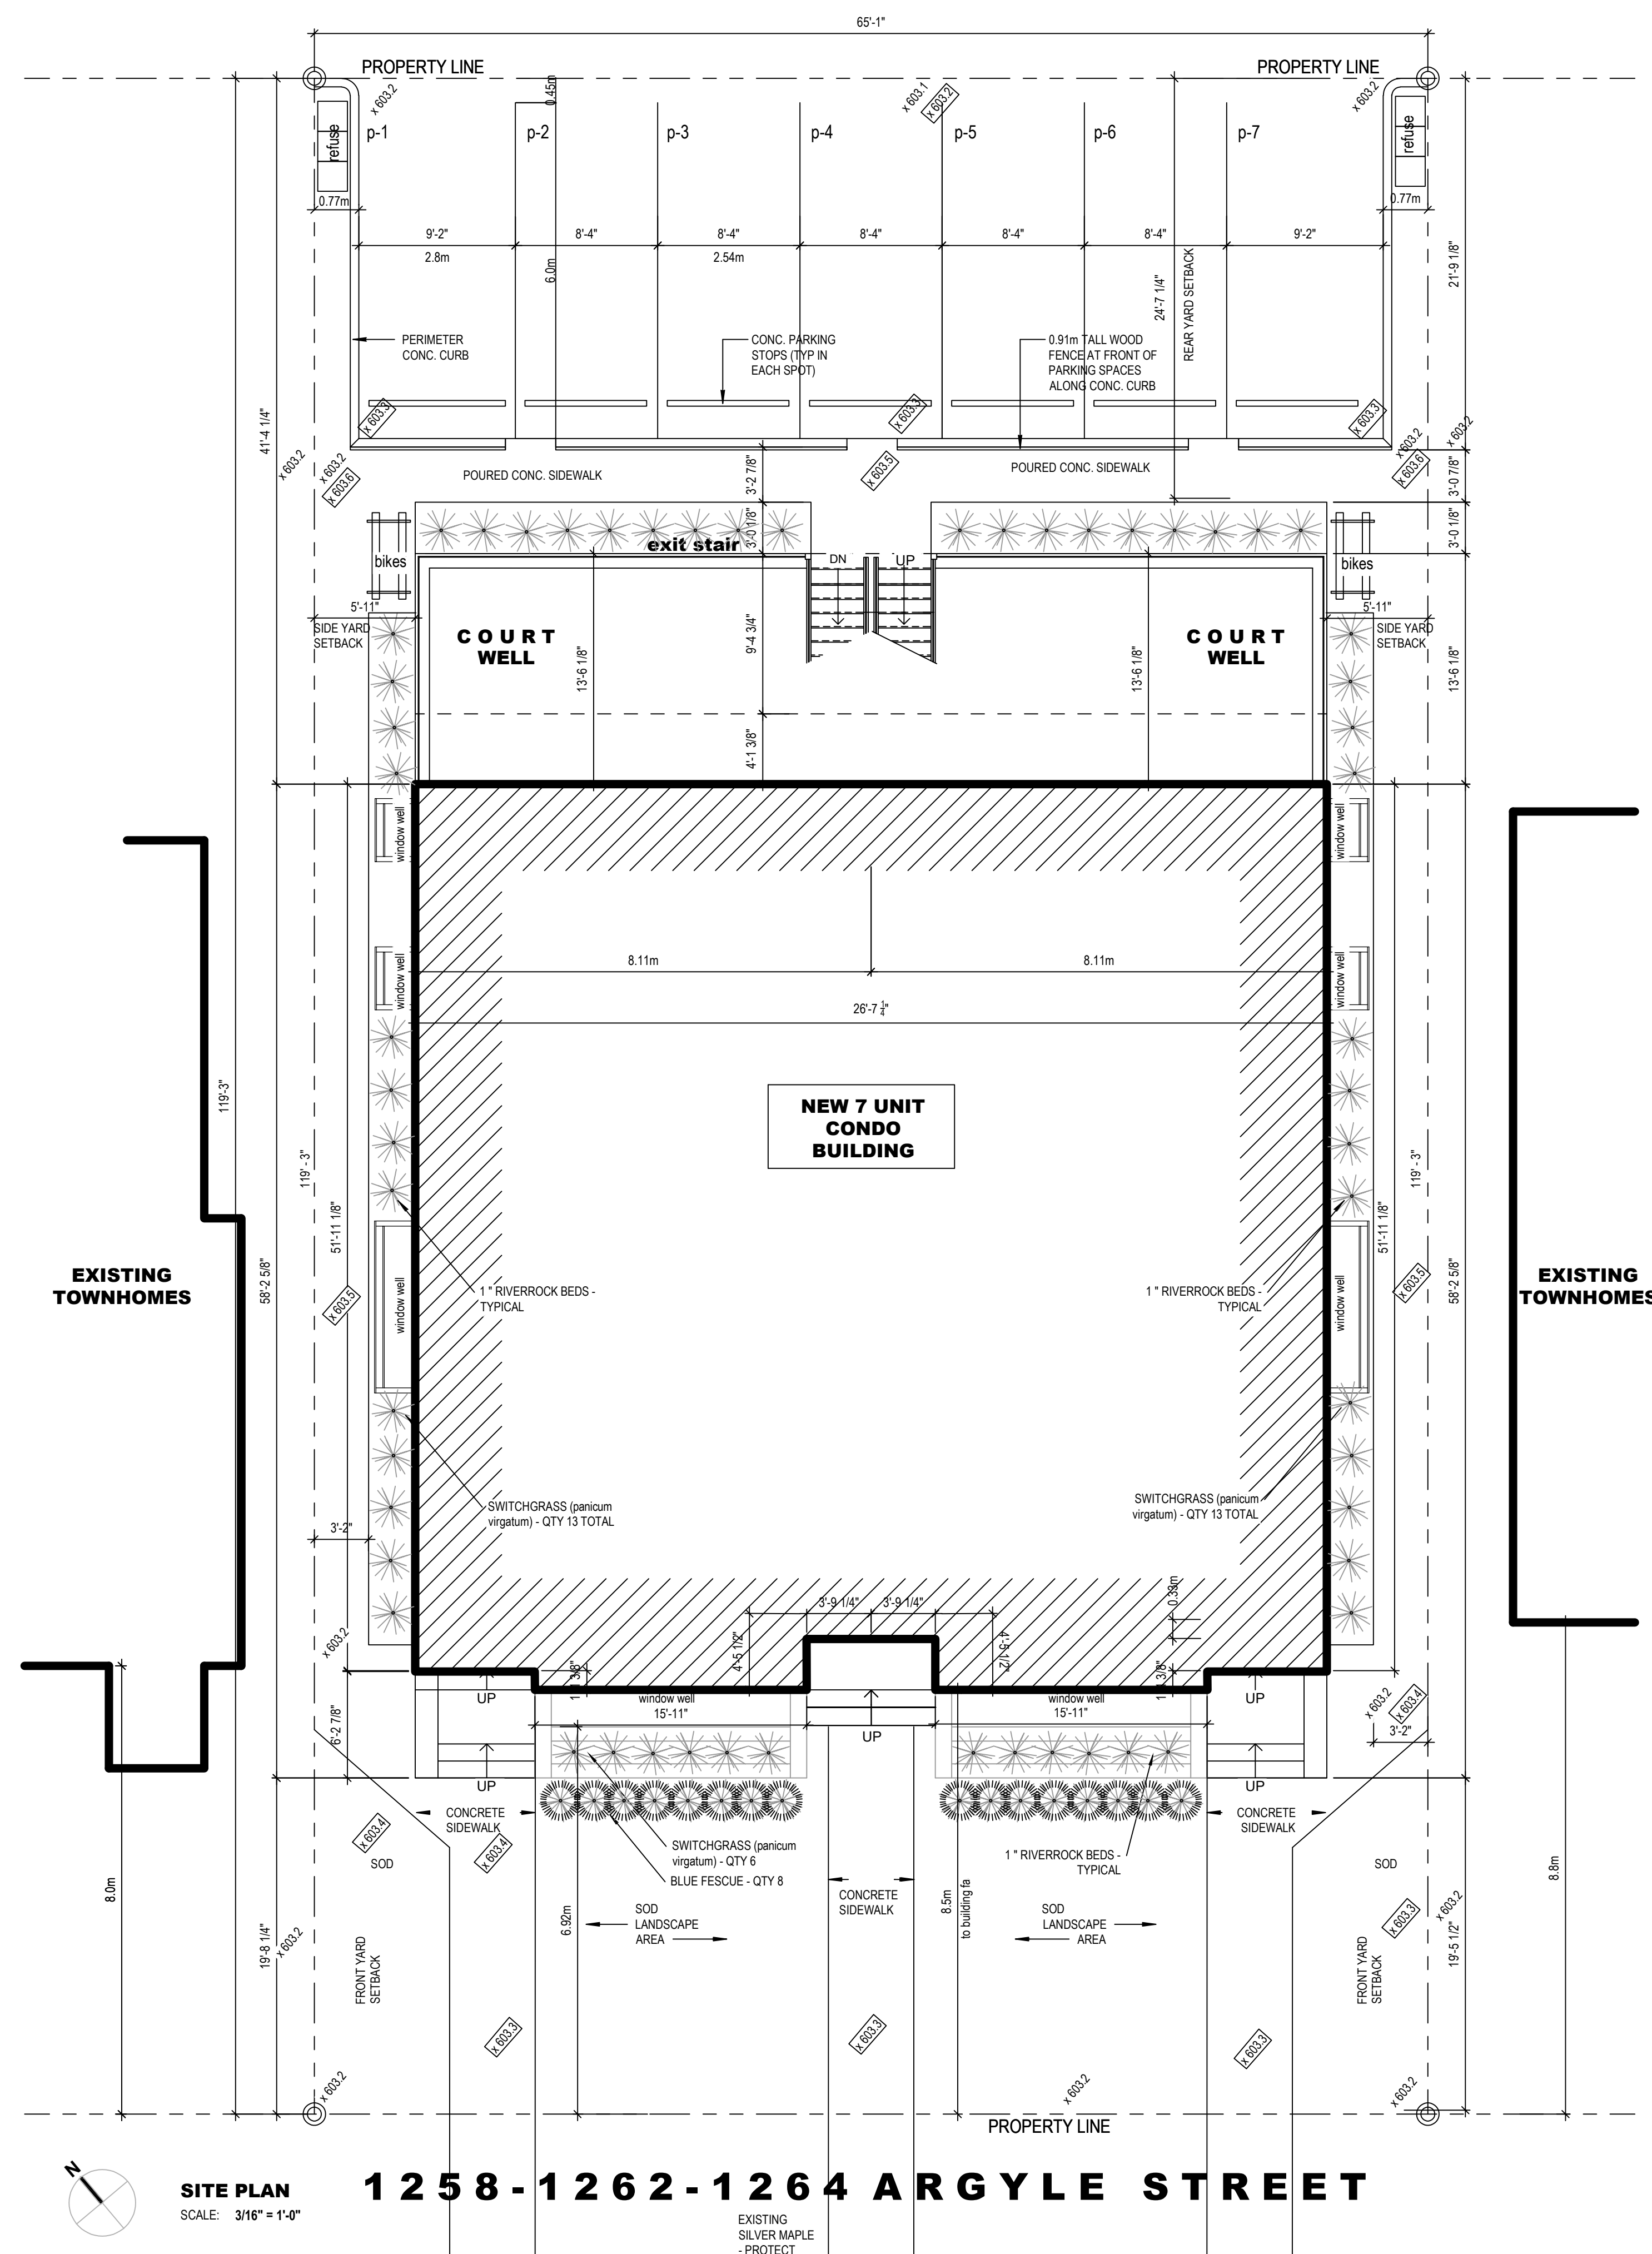 65'-1"
PROPERTY LINE
PROPERTY LINE
x 603.2
0.45m
x 603.1
x 603.2
x 603.2
refuse
p-1
p-2
p-3
p-4
p-5
p-6
p-7
refuse
0.77m
0.77m
9'-2"
8'-4"
8'-4"
8'-4"
8'-4"
8'-4"
9'-2"
2.8m
6.0m
2.54m
24'-7 1/4"
REAR YARD SETBACK
21'-9 1/8"
PERIMETER
CONC. CURB
CONC. PARKING
STOPS (TYP IN
EACH SPOT)
0.91m TALL WOOD
FENCE AT FRONT OF
PARKING SPACES
ALONG CONC. CURB
41'-4 1/4"
x 603.3
x 603.3
x 603.3
x 603.2
x 603.2
x 603.2
x 603.2
x 603.6
x 603.5
x 603.6
POURED CONC. SIDEWALK
POURED CONC. SIDEWALK
3'-2 7/8"
3'-0 7/8"
3'-0 1/8"
3'-0 1/8"
exit stair
bikes
DN
UP
bikes
5'-11"
5'-11"
SIDE YARD
SETBACK
SIDE YARD
SETBACK
COURT
WELL
COURT
WELL
9'-4 3/4"
13'-6 1/8"
13'-6 1/8"
13'-6 1/8"
4'-1 3/8"
window well
window well
window well
window well
8.11m
8.11m
26'-7 1/4"
119'-3"
119' - 3"
119' - 3"
NEW 7 UNIT
CONDO
BUILDING
51'-11 1/8"
51'-11 1/8"
58'-2 5/8"
58'-2 5/8"
EXISTING
TOWNHOMES
EXISTING
TOWNHOMES
x 603.5
x 603.5
window well
window well
1 " RIVERROCK BEDS -
TYPICAL
1 " RIVERROCK BEDS -
TYPICAL
SWITCHGRASS (panicum
virgatum) - QTY 13 TOTAL
SWITCHGRASS (panicum
virgatum) - QTY 13 TOTAL
3'-2"
0.33m
3'-9 1/4"
3'-9 1/4"
4'-5 1/2"
4'-5 1/2"
x 603.2
UP
window well
15'-11"
window well
15'-11"
UP
x 603.2
x 603.4
6'-2 7/8"
UP
3'-2"
UP
UP
CONCRETE
SIDEWALK
CONCRETE
SIDEWALK
x 603.4
x 603.4
SOD
SWITCHGRASS (panicum
virgatum) - QTY 6
BLUE FESCUE - QTY 8
1 " RIVERROCK BEDS -
TYPICAL
SOD
8.0m
8.8m
CONCRETE
SIDEWALK
SOD
LANDSCAPE
AREA
SOD
LANDSCAPE
AREA
6.92m
8.5m
to building fa
19'-8 1/4"
x 603.2
FRONT YARD
SETBACK
FRONT YARD
SETBACK
x 603.3
x 603.2
19'-5 1/2"
x 603.3
x 603.3
x 603.3
x 603.2
x 603.2
x 603.2
PROPERTY LINE
N
SITE PLAN
SCALE: 3/16" = 1'-0"
1258-1262-1264 ARGYLE STREET
EXISTING
SILVER MAPLE
- PROTECT